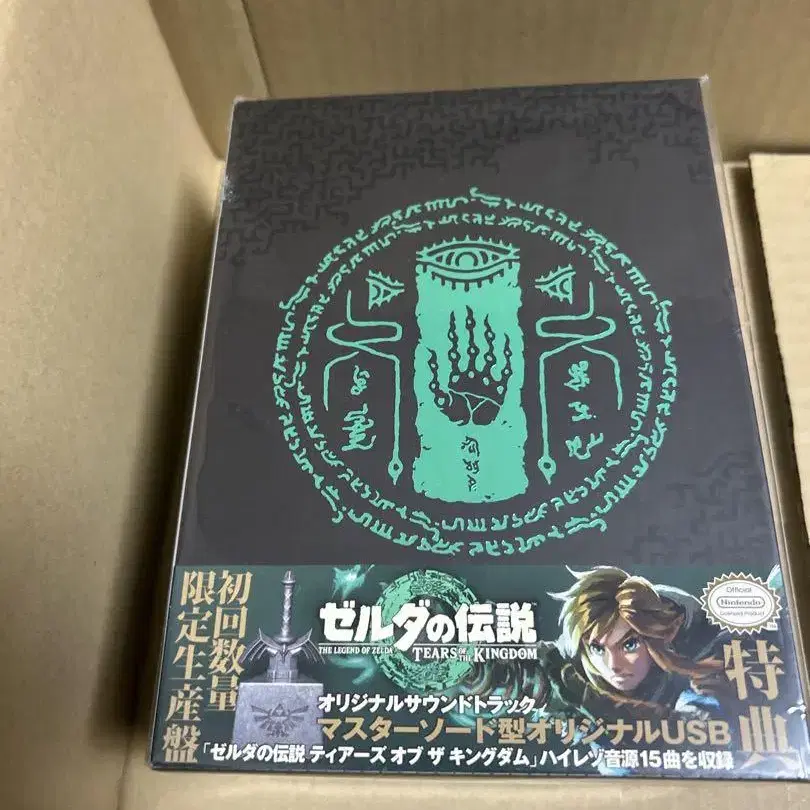 初回数量
限定生産盤
ゼルダの伝説
THE LEGEND OF ZELDA
TEARS OF THE KINGDOM
Official
Nintendo
Licensed Product
特典
オリジナルサウンドトラック
マスターソード型オリジナルUSB
「ゼルダの伝説 ティアーズ オブ ザ キングダム」ハイレゾ音源15曲を収録